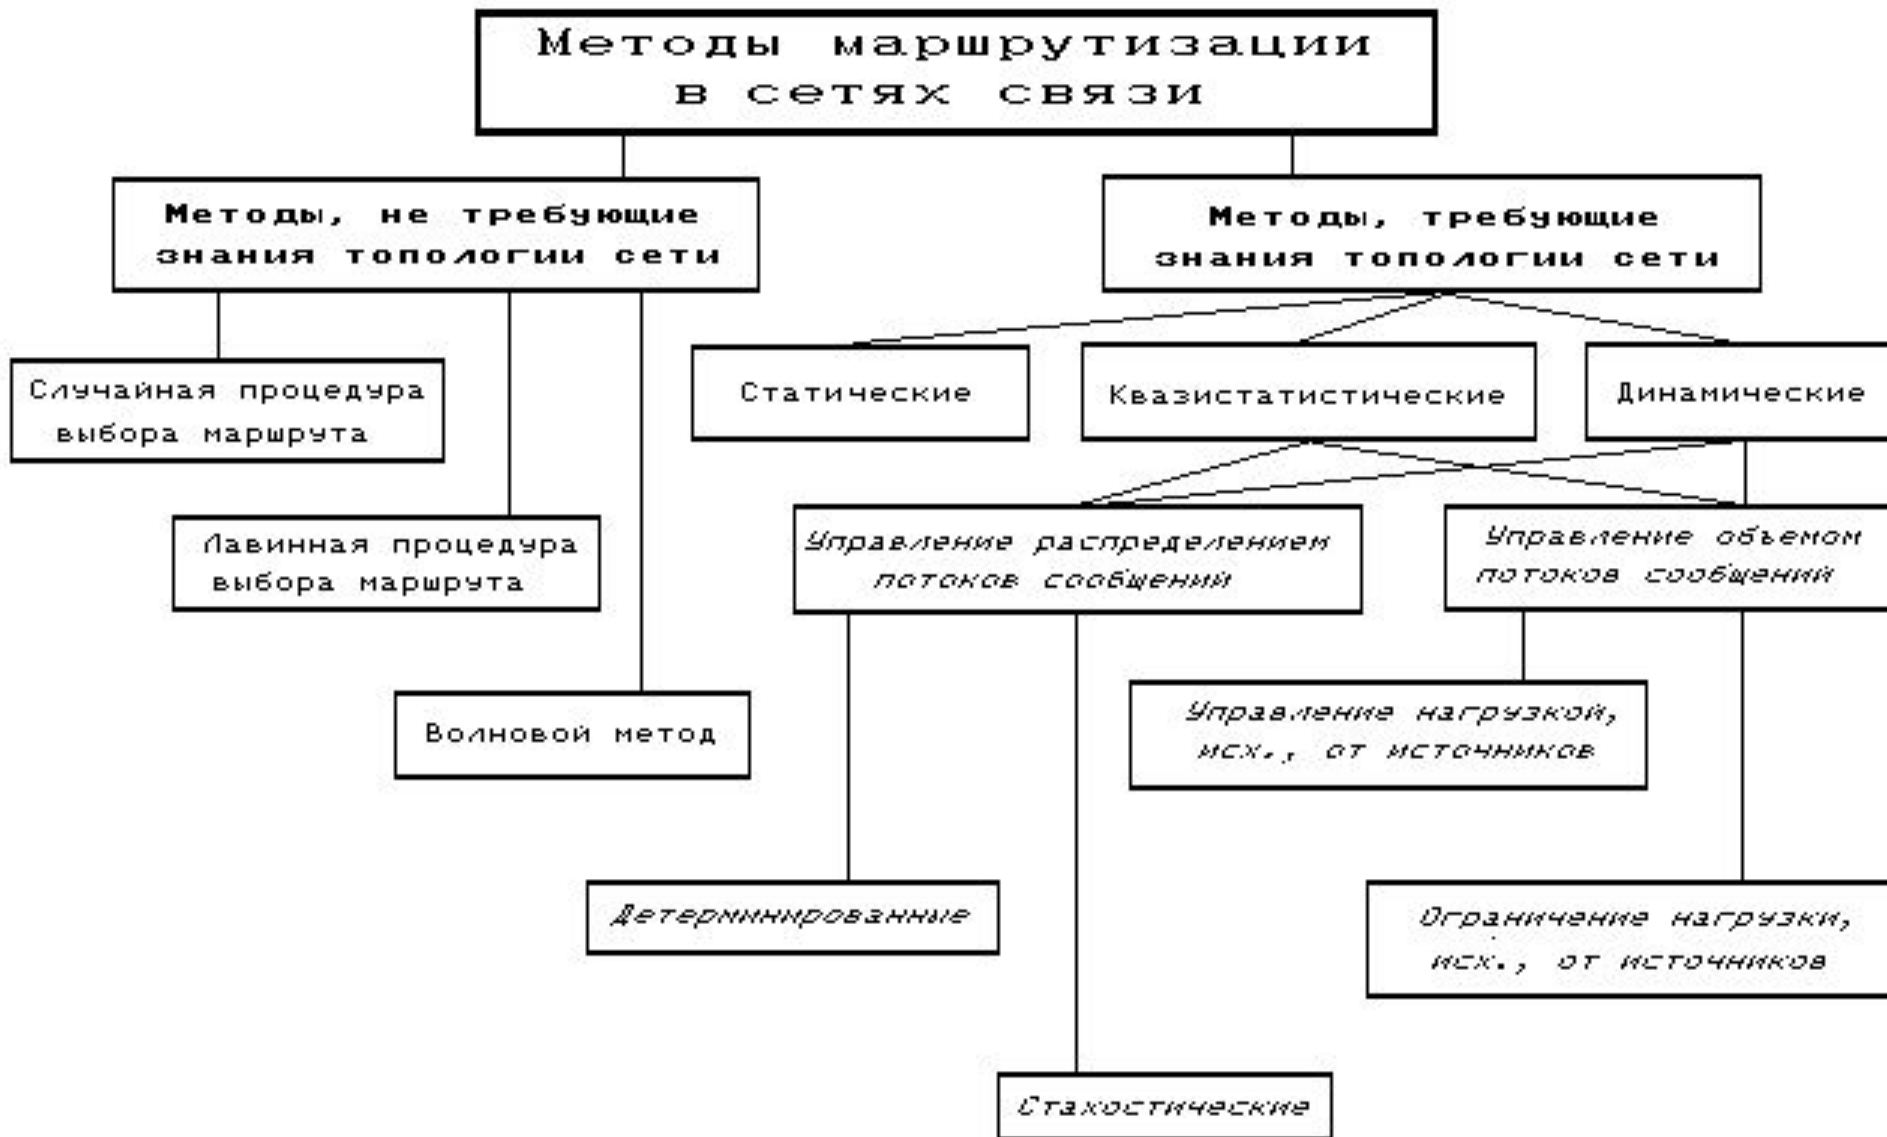 Методы маршрутизации
в сетях связи
Методы, не требующие
знания топологии сети
Методы, требующие
знания топологии сети
Случайная процедура
выбора маршрута
Статические
Квазистатистические
Динамические
Лавинная процедура
выбора маршрута
Управление распределением
потоков сообщений
Управление объемом
потоков сообщений
Волновой метод
Управление нагрузкой,
исх., от источников
Детерминированные
Ограничение нагрузки,
исх., от источников
Стахостические